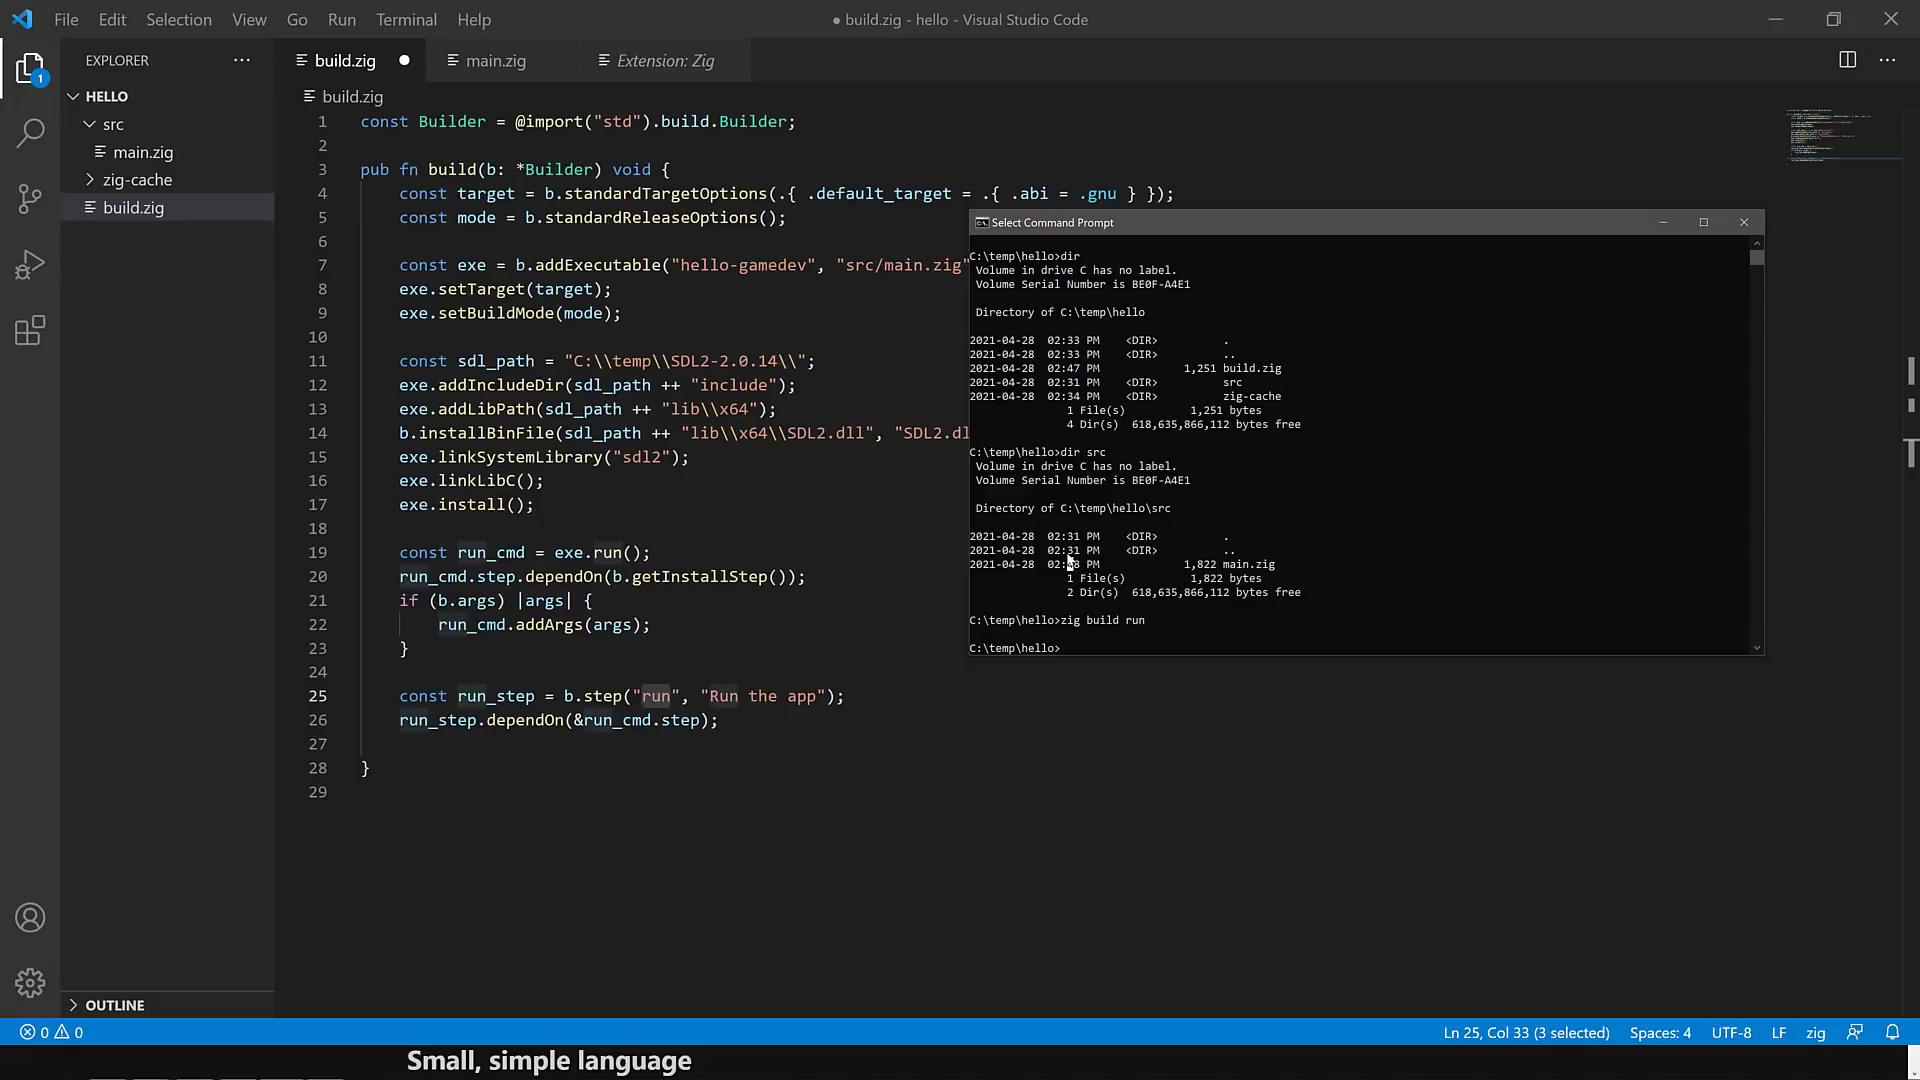 File Edit Selection View Go Run Terminal Help
● build.zig - hello - Visual Studio Code
EXPLORER
build.zig
main.zig
Extension: Zig
1
HELLO
src
main.zig
zig-cache
build.zig
build.zig
1 const Builder = @import("std").build.Builder;
2
3 pub fn build(b: *Builder) void {
4 const target = b.standardTargetOptions(.{ .default_target = .{ .abi = .gnu } });
5 const mode = b.standardReleaseOptions();
6
7 const exe = b.addExecutable("hello-gamedev", "src/main.zig"
8 exe.setTarget(target);
9 exe.setBuildMode(mode);
10
11 const sdl_path = "C:\\temp\\SDL2-2.0.14\\";
12 exe.addIncludeDir(sdl_path ++ "include");
13 exe.addLibPath(sdl_path ++ "lib\\x64");
14 b.installBinFile(sdl_path ++ "lib\\x64\\SDL2.dll", "SDL2.dl
15 exe.linkSystemLibrary("sdl2");
16 exe.linkLibC();
17 exe.install();
18
19 const run_cmd = exe.run();
20 run_cmd.step.dependOn(b.getInstallStep());
21 if (b.args) |args| {
22 run_cmd.addArgs(args);
23 }
24
25 const run_step = b.step("run", "Run the app");
26 run_step.dependOn(&run_cmd.step);
27
28 }
29
Select Command Prompt
C:\temp\hello>dir
Volume in drive C has no label.
Volume Serial Number is BE0F-A4E1
Directory of C:\temp\hello
2021-04-28 02:33 PM <DIR> .
2021-04-28 02:33 PM <DIR> ..
2021-04-28 02:47 PM 1,251 build.zig
2021-04-28 02:31 PM <DIR> src
2021-04-28 02:34 PM <DIR> zig-cache
1 File(s) 1,251 bytes
4 Dir(s) 618,635,866,112 bytes free
C:\temp\hello>dir src
Volume in drive C has no label.
Volume Serial Number is BE0F-A4E1
Directory of C:\temp\hello\src
2021-04-28 02:31 PM <DIR> .
2021-04-28 02:31 PM <DIR> ..
2021-04-28 PM 1,822 main.zig
1 File(s) 1,822 bytes
2 Dir(s) 618,635,866,112 bytes free
C:\temp\hello>zig build run
C:\temp\hello>
OUTLINE
0 0
Ln 25, Col 33 (3 selected) Spaces: 4 UTF-8 LF zig
Small, simple language